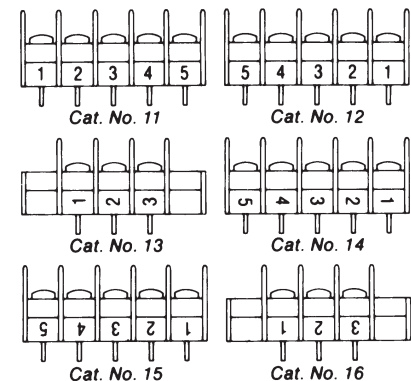 1 2 3 4 5
5 4 3 2 1
Cat. No. 11
Cat. No. 12
1 2 3
5 4 3 2 1
Cat. No. 13
Cat. No. 14
5 4 3 2 1
1 2 3
Cat. No. 15
Cat. No. 16